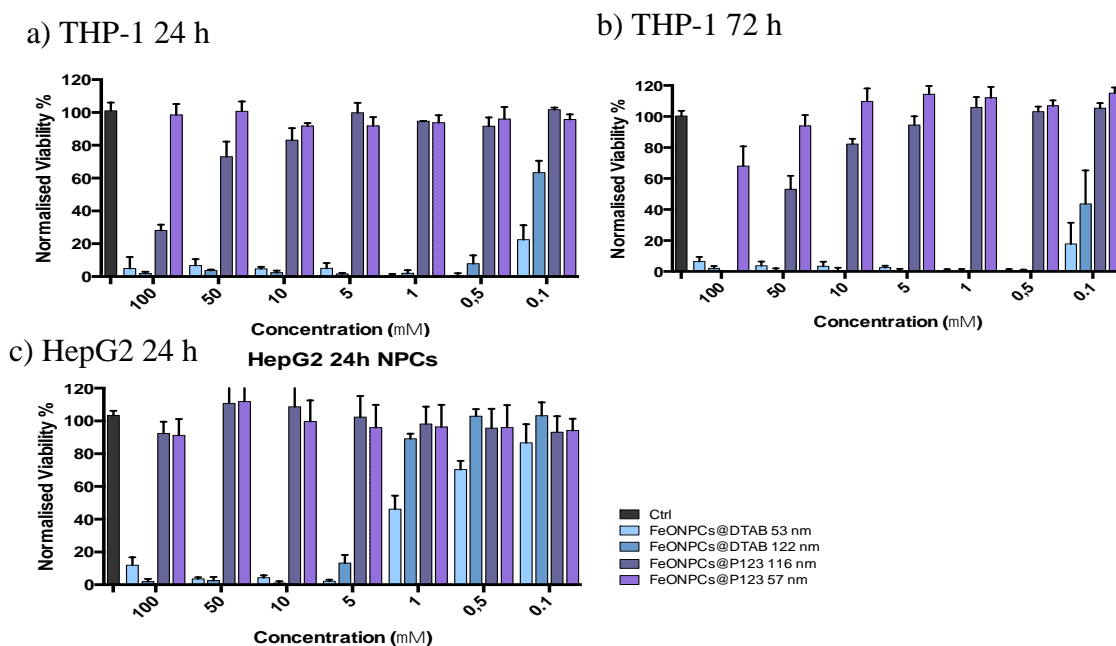 a) THP-1 24 h
120
100
80
60
40
20
0
Normalised Viability %
100
50
10
5
1
0,5
0.1
Concentration (mM)
b) THP-1 72 h
120
100
80
60
40
20
0
Normalised Viability %
100
50
10
5
1
0,5
0.1
Concentration (mM)
c) HepG2 24 h
HepG2 24h NPCs
120
100
80
60
40
20
0
Normalised Viability %
100
50
10
5
1
0,5
0.1
Concentration (mM)
Ctrl
FeONPCs@DTAB 53 nm
FeONPCs@DTAB 122 nm
FeONPCs@P123 116 nm
FeONPCs@P123 57 nm